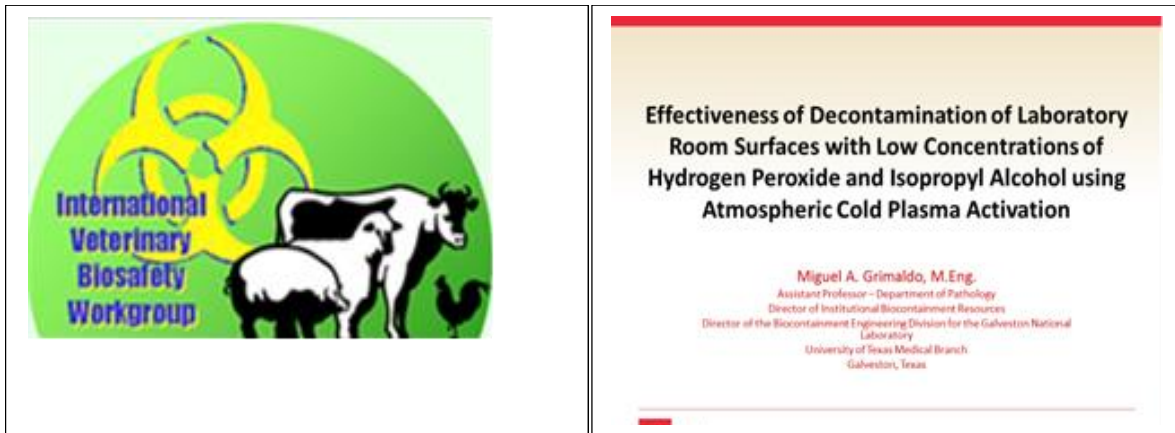 International
Veterinary
Biosafety
Workgroup
Effectiveness of Decontamination of Laboratory
Room Surfaces with Low Concentrations of
Hydrogen Peroxide and Isopropyl Alcohol using
Atmospheric Cold Plasma Activation
Miguel A. Grimaldo, M.Eng.
Assistant Professor – Department of Pathology
Director of Institutional Biocontainment Resources
Director of the Biocontainment Engineering Division for the Galveston National
Laboratory
University of Texas Medical Branch
Galveston, Texas